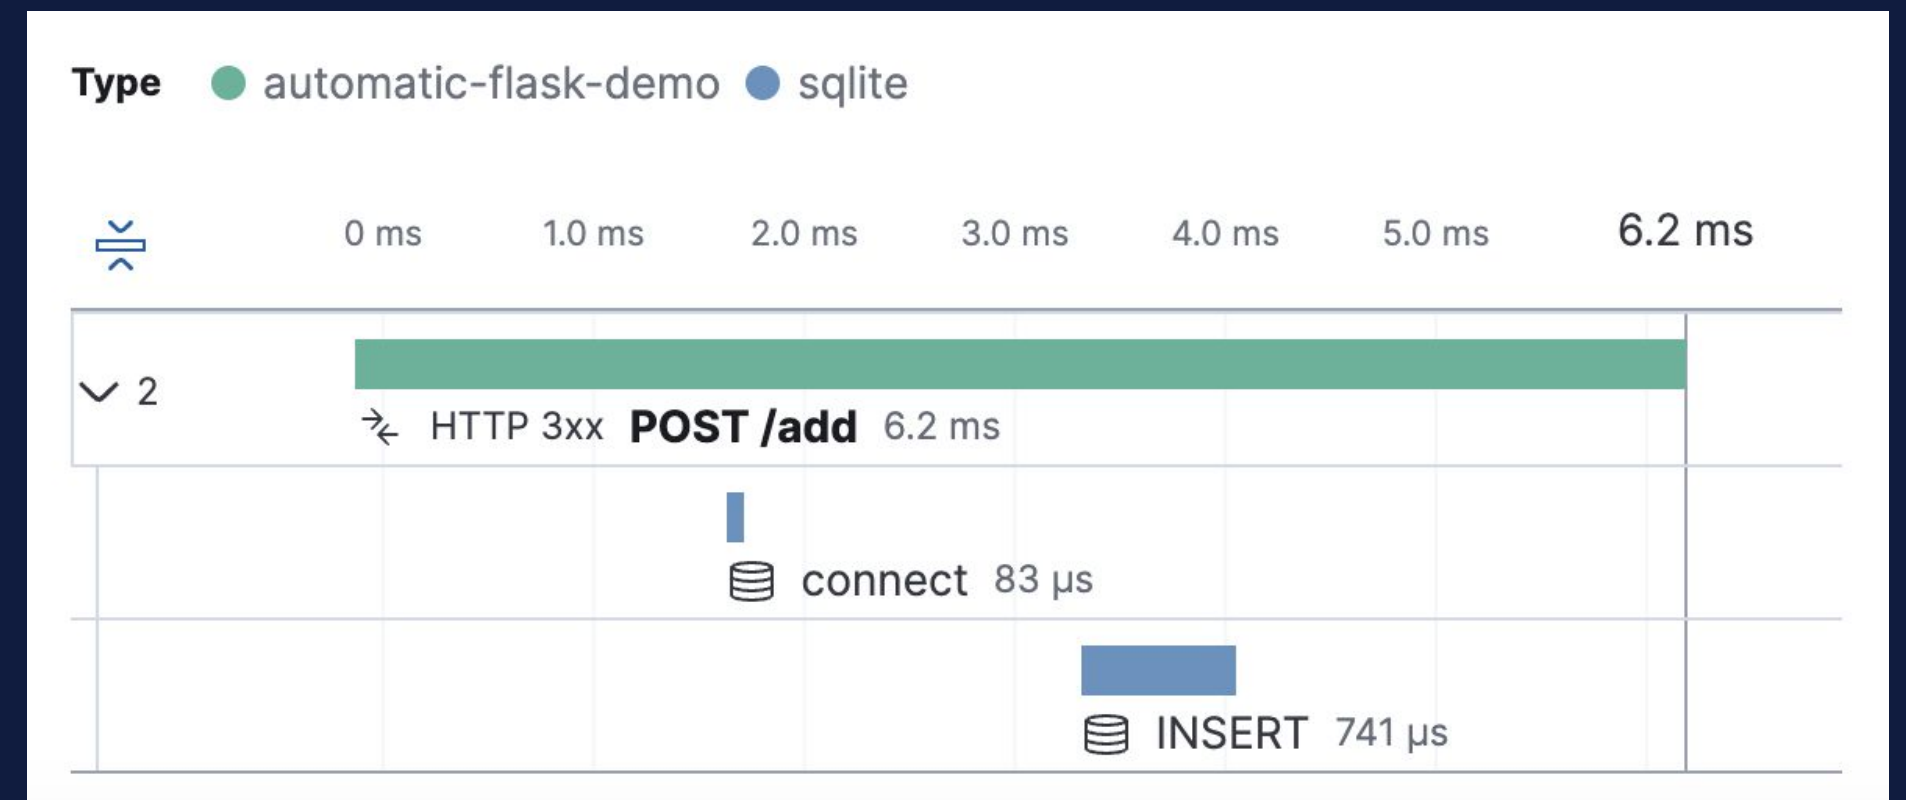 Type automatic-flask-demo sqlite
0 ms 1.0 ms 2.0 ms 3.0 ms 4.0 ms 5.0 ms 6.2 ms
2
HTTP 3xx POST /add 6.2 ms
connect 83 μs
INSERT 741 μs